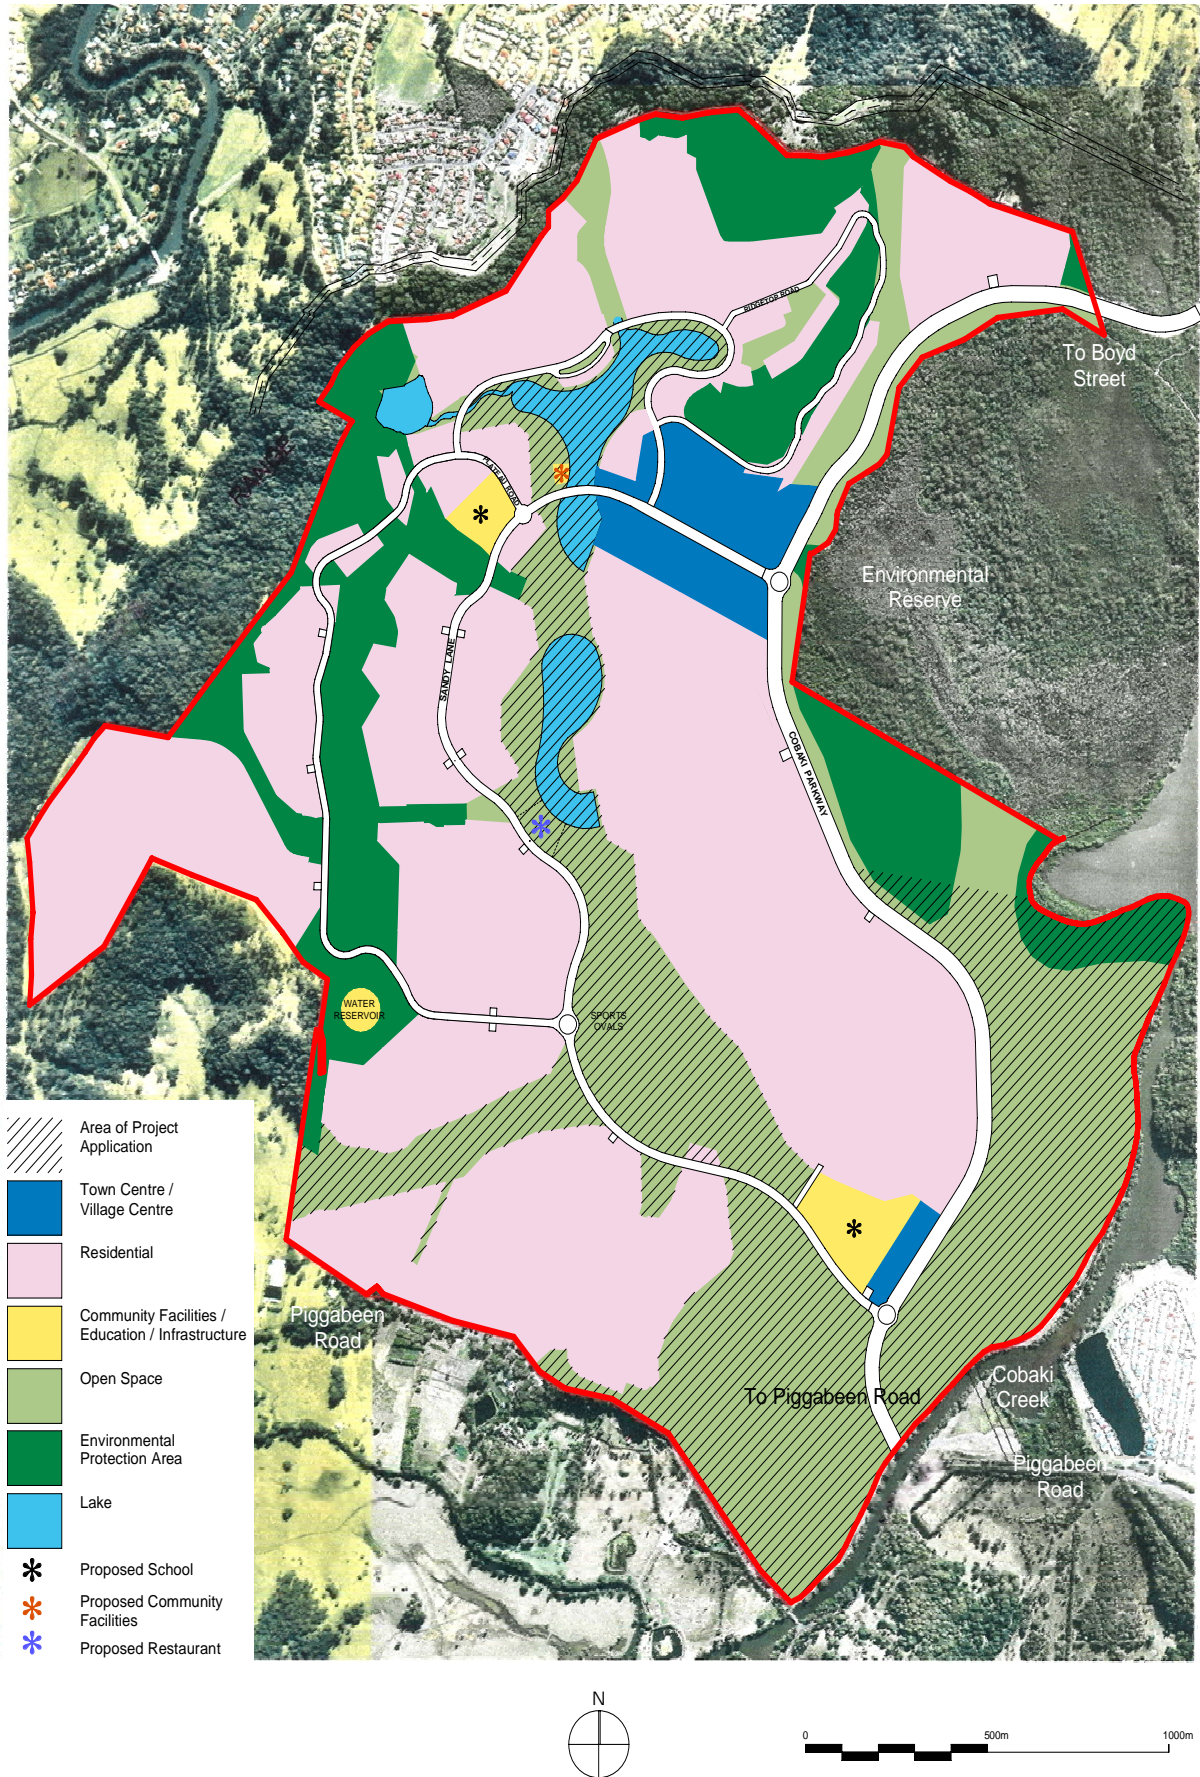 RIDGETOP ROAD
To Boyd
Street
PLATEAU ROAD
Environmental
Reserve
SANDY LANE
COBAKI PARKWAY
WATER
RESERVOIR
SPORTS
OVALS
Piggabeen
Road
To Piggabeen Road
Cobaki
Creek
Piggabeen
Road
Area of Project
Application
Town Centre /
Village Centre
Residential
Community Facilities /
Education / Infrastructure
Open Space
Environmental
Protection Area
Lake
Proposed School
Proposed Community
Facilities
Proposed Restaurant
N
0 500m 1000m